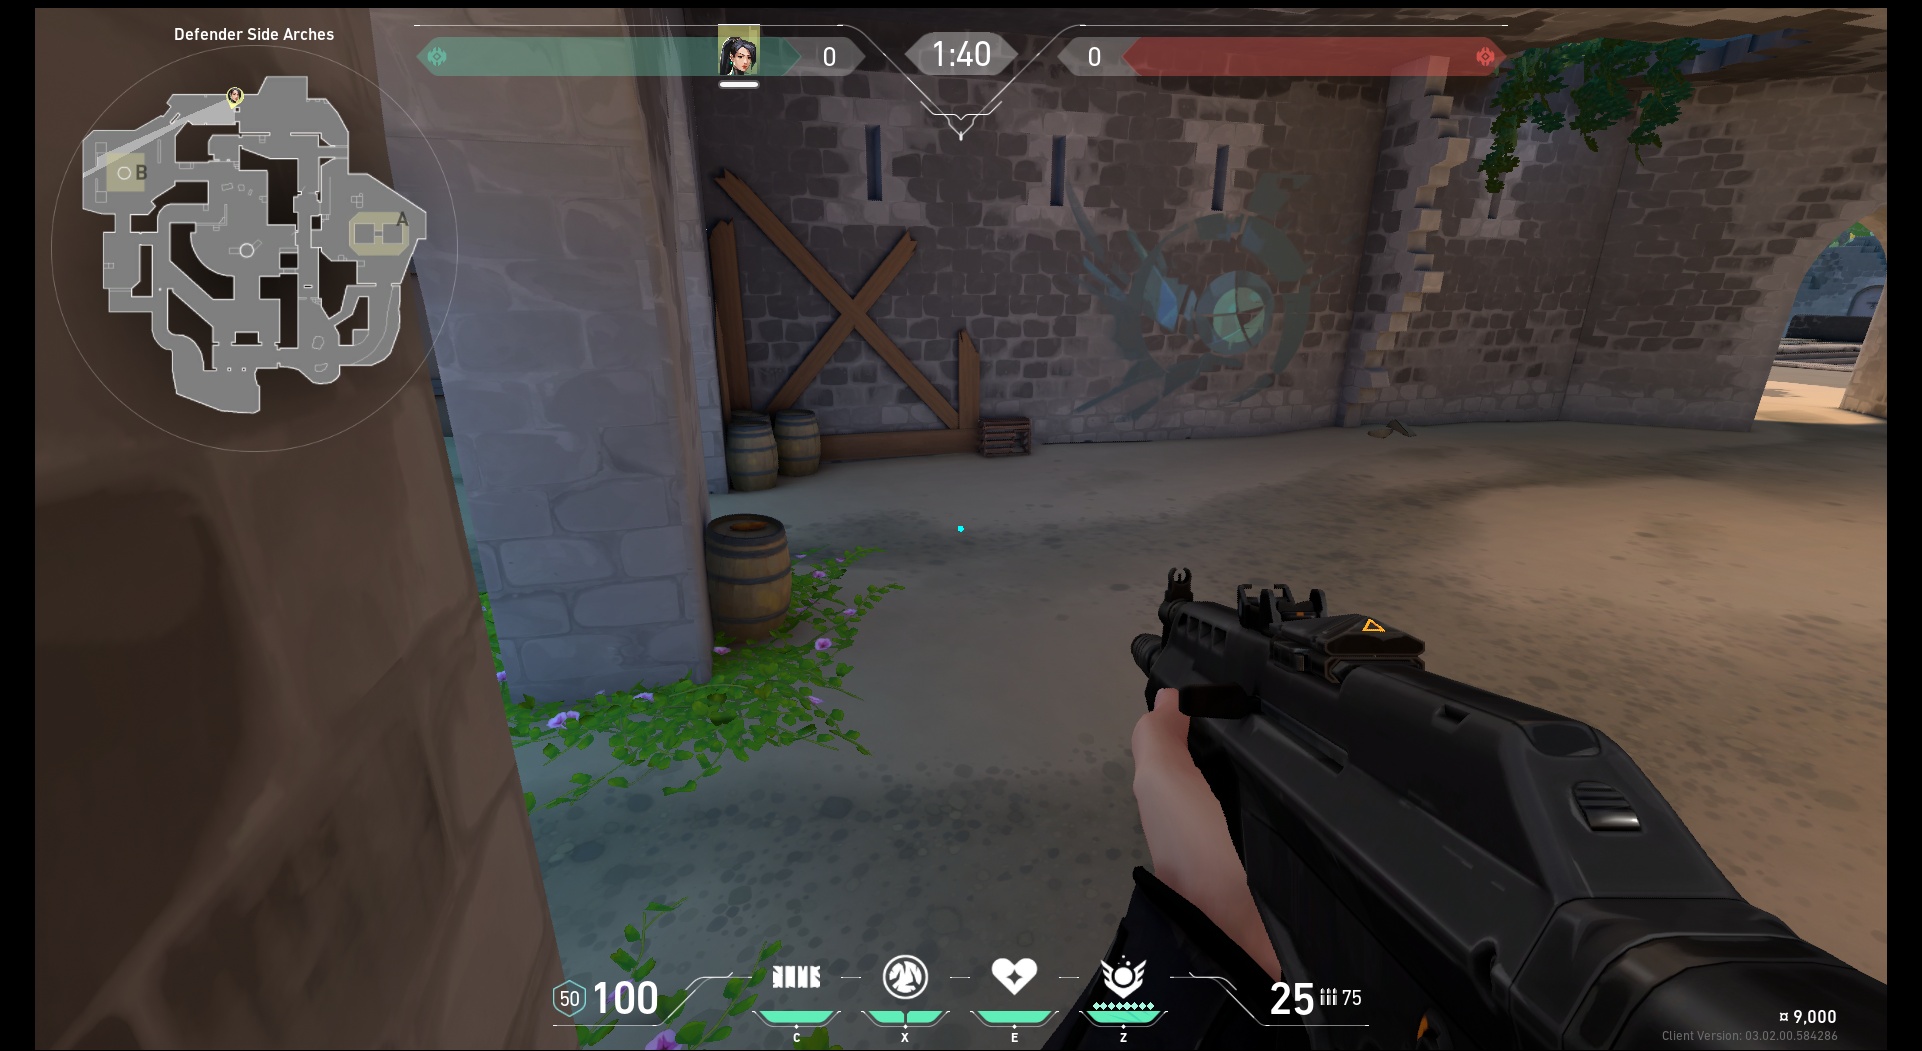 Defender Side Arches
0
1:40
0
B
A
50
100
25
75
C
X
E
Z
¤ 9,000
Client Version: 03.02.00.584286